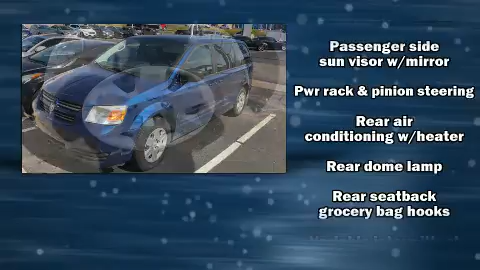 Passenger side
sun visor w/mirror
Pwr rack & pinion steering
Rear air
conditioning w/heater
Rear dome lamp
Rear seatback
grocery bag hooks